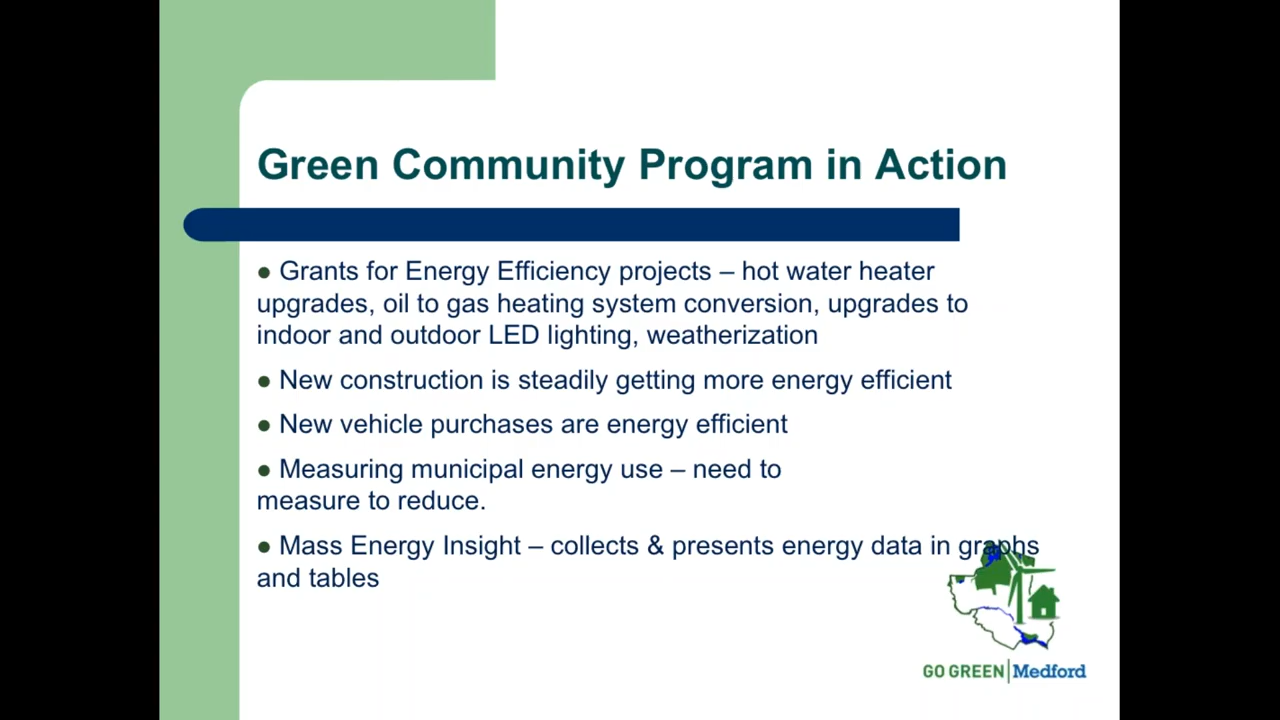 Green Community Program in Action
● Grants for Energy Efficiency projects – hot water heater
upgrades, oil to gas heating system conversion, upgrades to
indoor and outdoor LED lighting, weatherization
● New construction is steadily getting more energy efficient
● New vehicle purchases are energy efficient
● Measuring municipal energy use – need to
measure to reduce.
● Mass Energy Insight – collects & presents energy data in graphs
and tables
GO GREEN|Medford